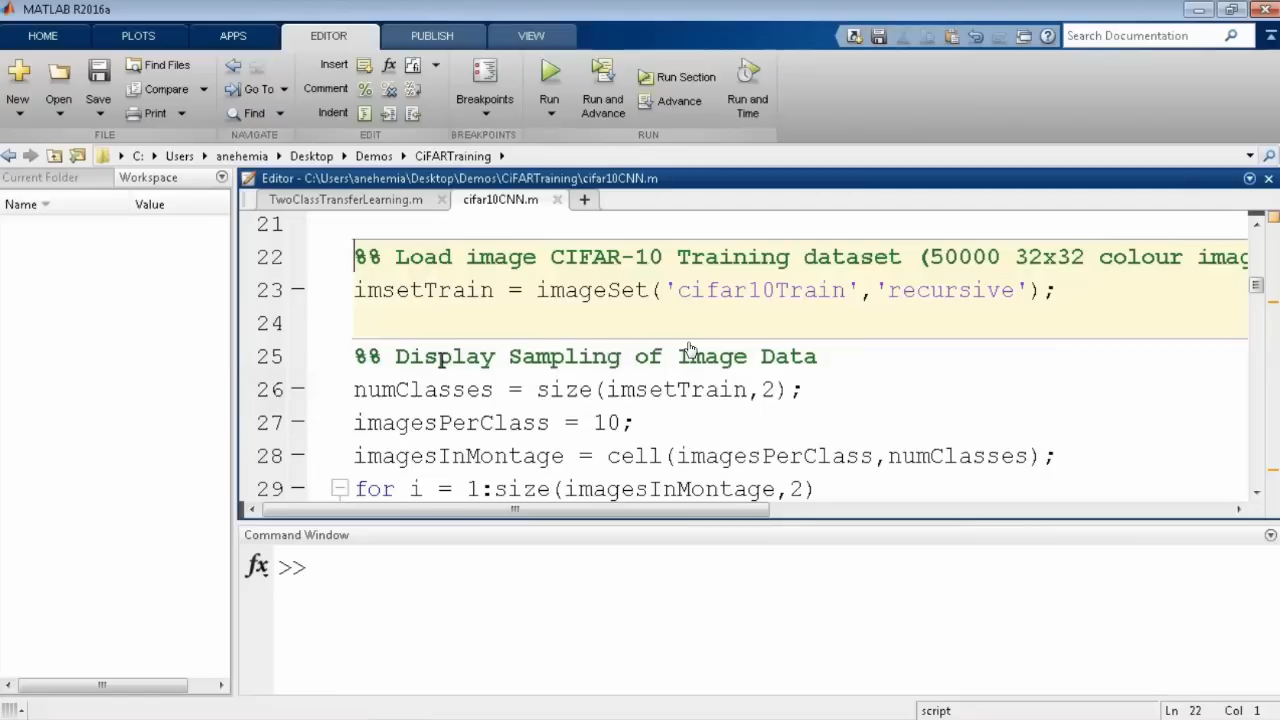 MATLAB R2016a
HOME PLOTS APPS EDITOR PUBLISH VIEW Search Documentation
Find Files Insert fx Run Section
Compare Go To Comment Advance
New Open Save Print Find Indent Breakpoints Run Run and Advance Run and Time
FILE NAVIGATE EDIT BREAKPOINTS RUN
C: Users anehemia Desktop Demos CiFARTraining
Current Folder Workspace Editor - C:\Users\anehemia\Desktop\Demos\CiFARTraining\cifar10CNN.m
Name Value TwoClassTransferLearning.m cifar10CNN.m
21
22 %% Load image CIFAR-10 Training dataset (50000 32x32 colour imag
23 imsetTrain = imageSet('cifar10Train','recursive');
24
25 %% Display Sampling of Image Data
26 numClasses = size(imsetTrain,2);
27 imagesPerClass = 10;
28 imagesInMontage = cell(imagesPerClass,numClasses);
29 for i = 1:size(imagesInMontage,2)
Command Window
fx >>
script Ln 22 Col 1